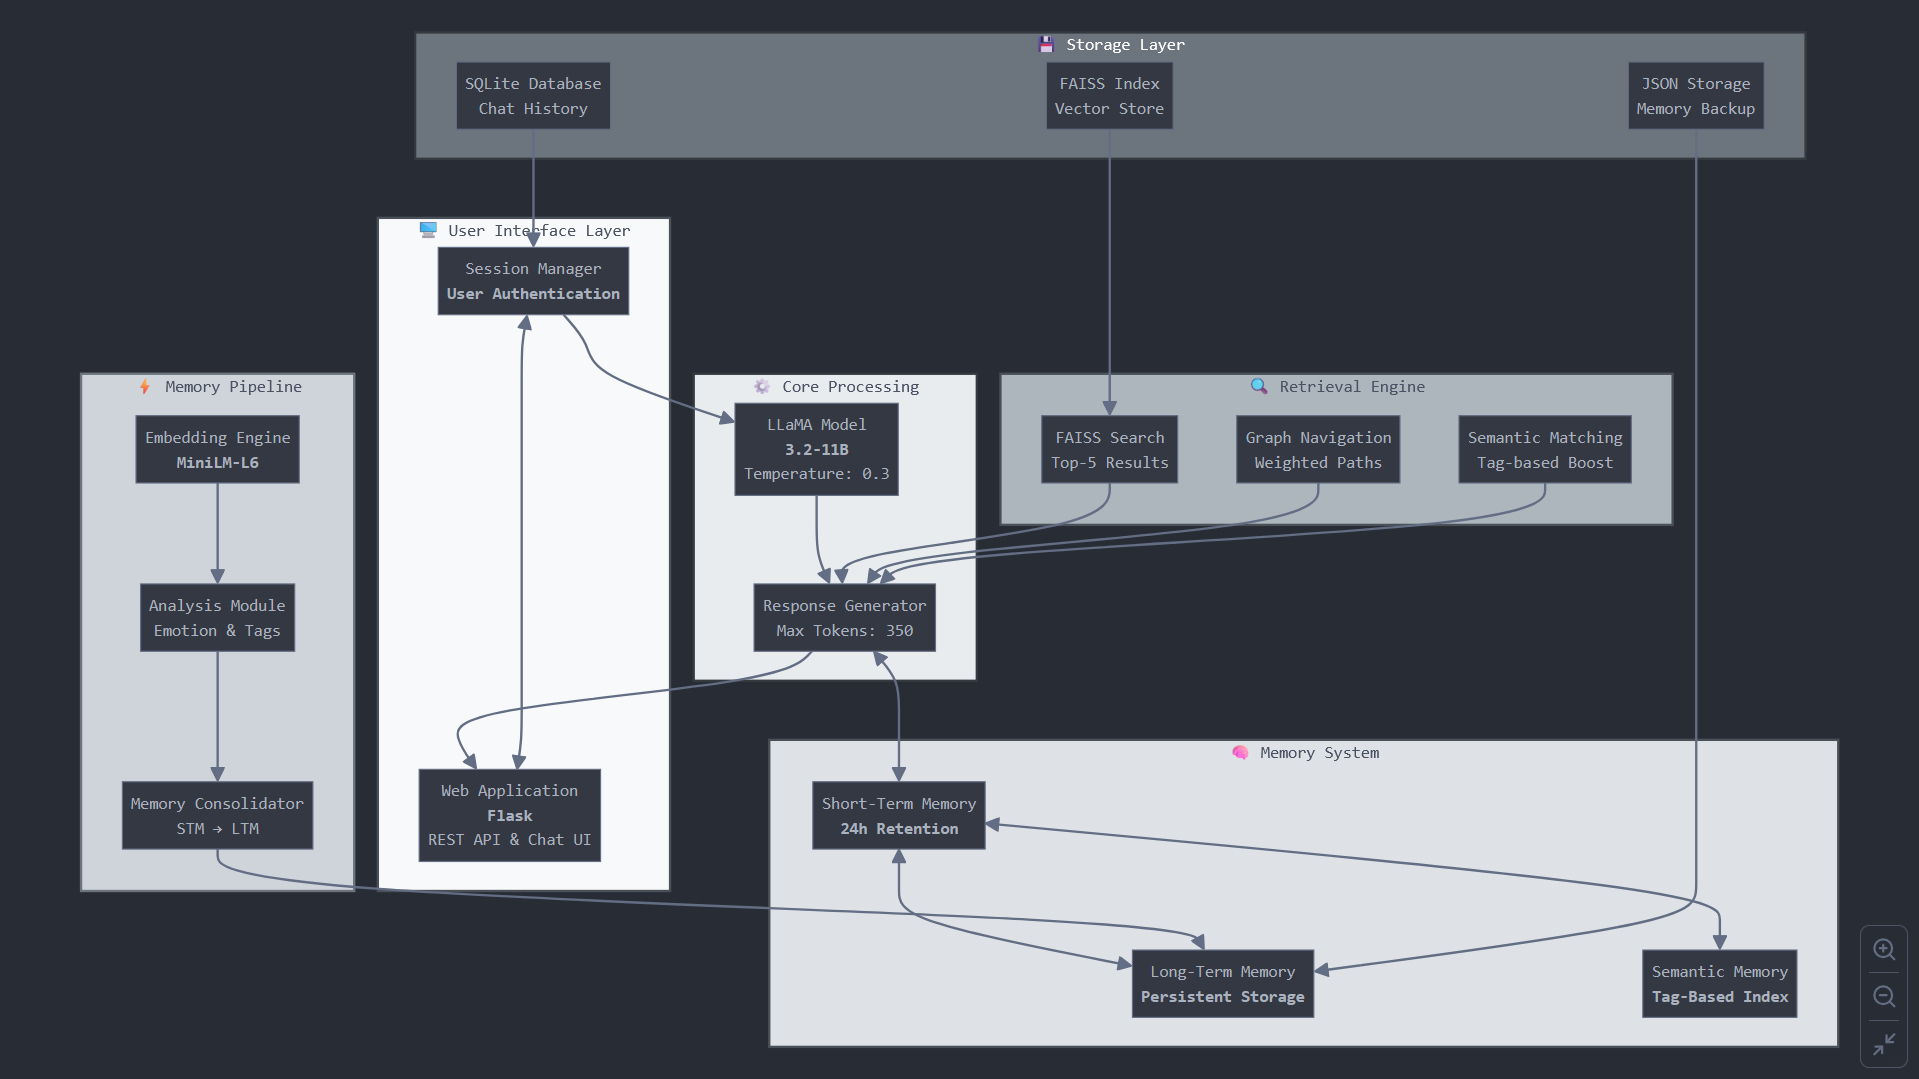 💾 Storage Layer
SQLite Database
Chat History
FAISS Index
Vector Store
JSON Storage
Memory Backup
🖥️ User Interface Layer
Session Manager
User Authentication
Web Application
Flask
REST API & Chat UI
⚡ Memory Pipeline
Embedding Engine
MiniLM-L6
Analysis Module
Emotion & Tags
Memory Consolidator
STM → LTM
⚙️ Core Processing
LLaMA Model
3.2-11B
Temperature: 0.3
Response Generator
Max Tokens: 350
🔍 Retrieval Engine
FAISS Search
Top-5 Results
Graph Navigation
Weighted Paths
Semantic Matching
Tag-based Boost
🧠 Memory System
Short-Term Memory
24h Retention
Long-Term Memory
Persistent Storage
Semantic Memory
Tag-Based Index